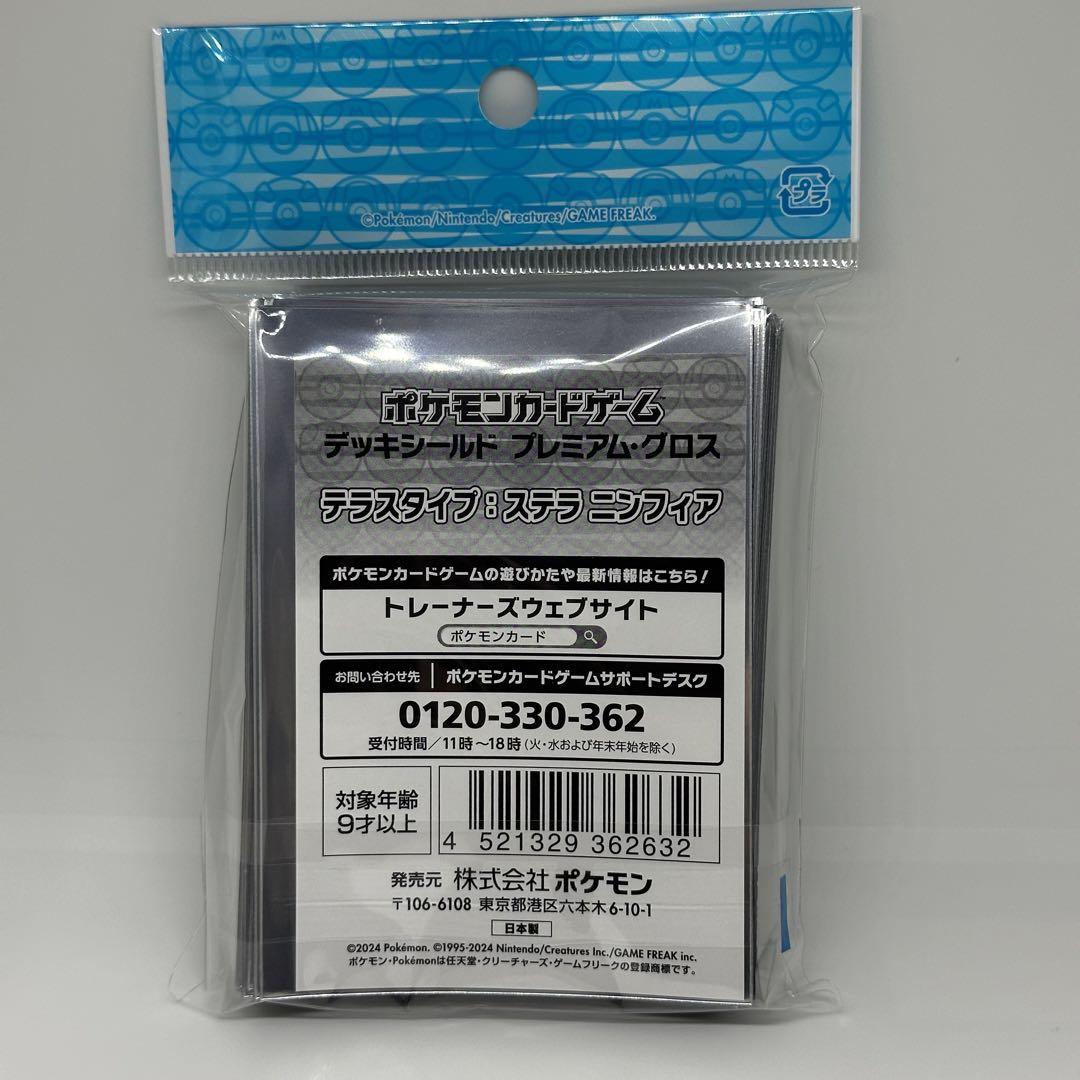 ©Pokémon/Nintendo/Creatures/GAME FREAK.
プラ
ポケモンカードゲーム™
デッキシールド プレミアム・グロス
テラスタイプ：ステラ ニンフィア
ポケモンカードゲームの遊びかたや最新情報はこちら！
トレーナーズウェブサイト
ポケモンカード
お問い合わせ先 ポケモンカードゲームサポートデスク
0120-330-362
受付時間／11時～18時（火・水および年末年始を除く）
対象年齢
9才以上
4 521329 362632
発売元 株式会社 ポケモン
〒106-6108 東京都港区六本木6-10-1
日本製
©2024 Pokémon. ©1995-2024 Nintendo/Creatures Inc./GAME FREAK inc.
ポケモン・Pokémonは任天堂・クリーチャーズ・ゲームフリークの登録商標です。